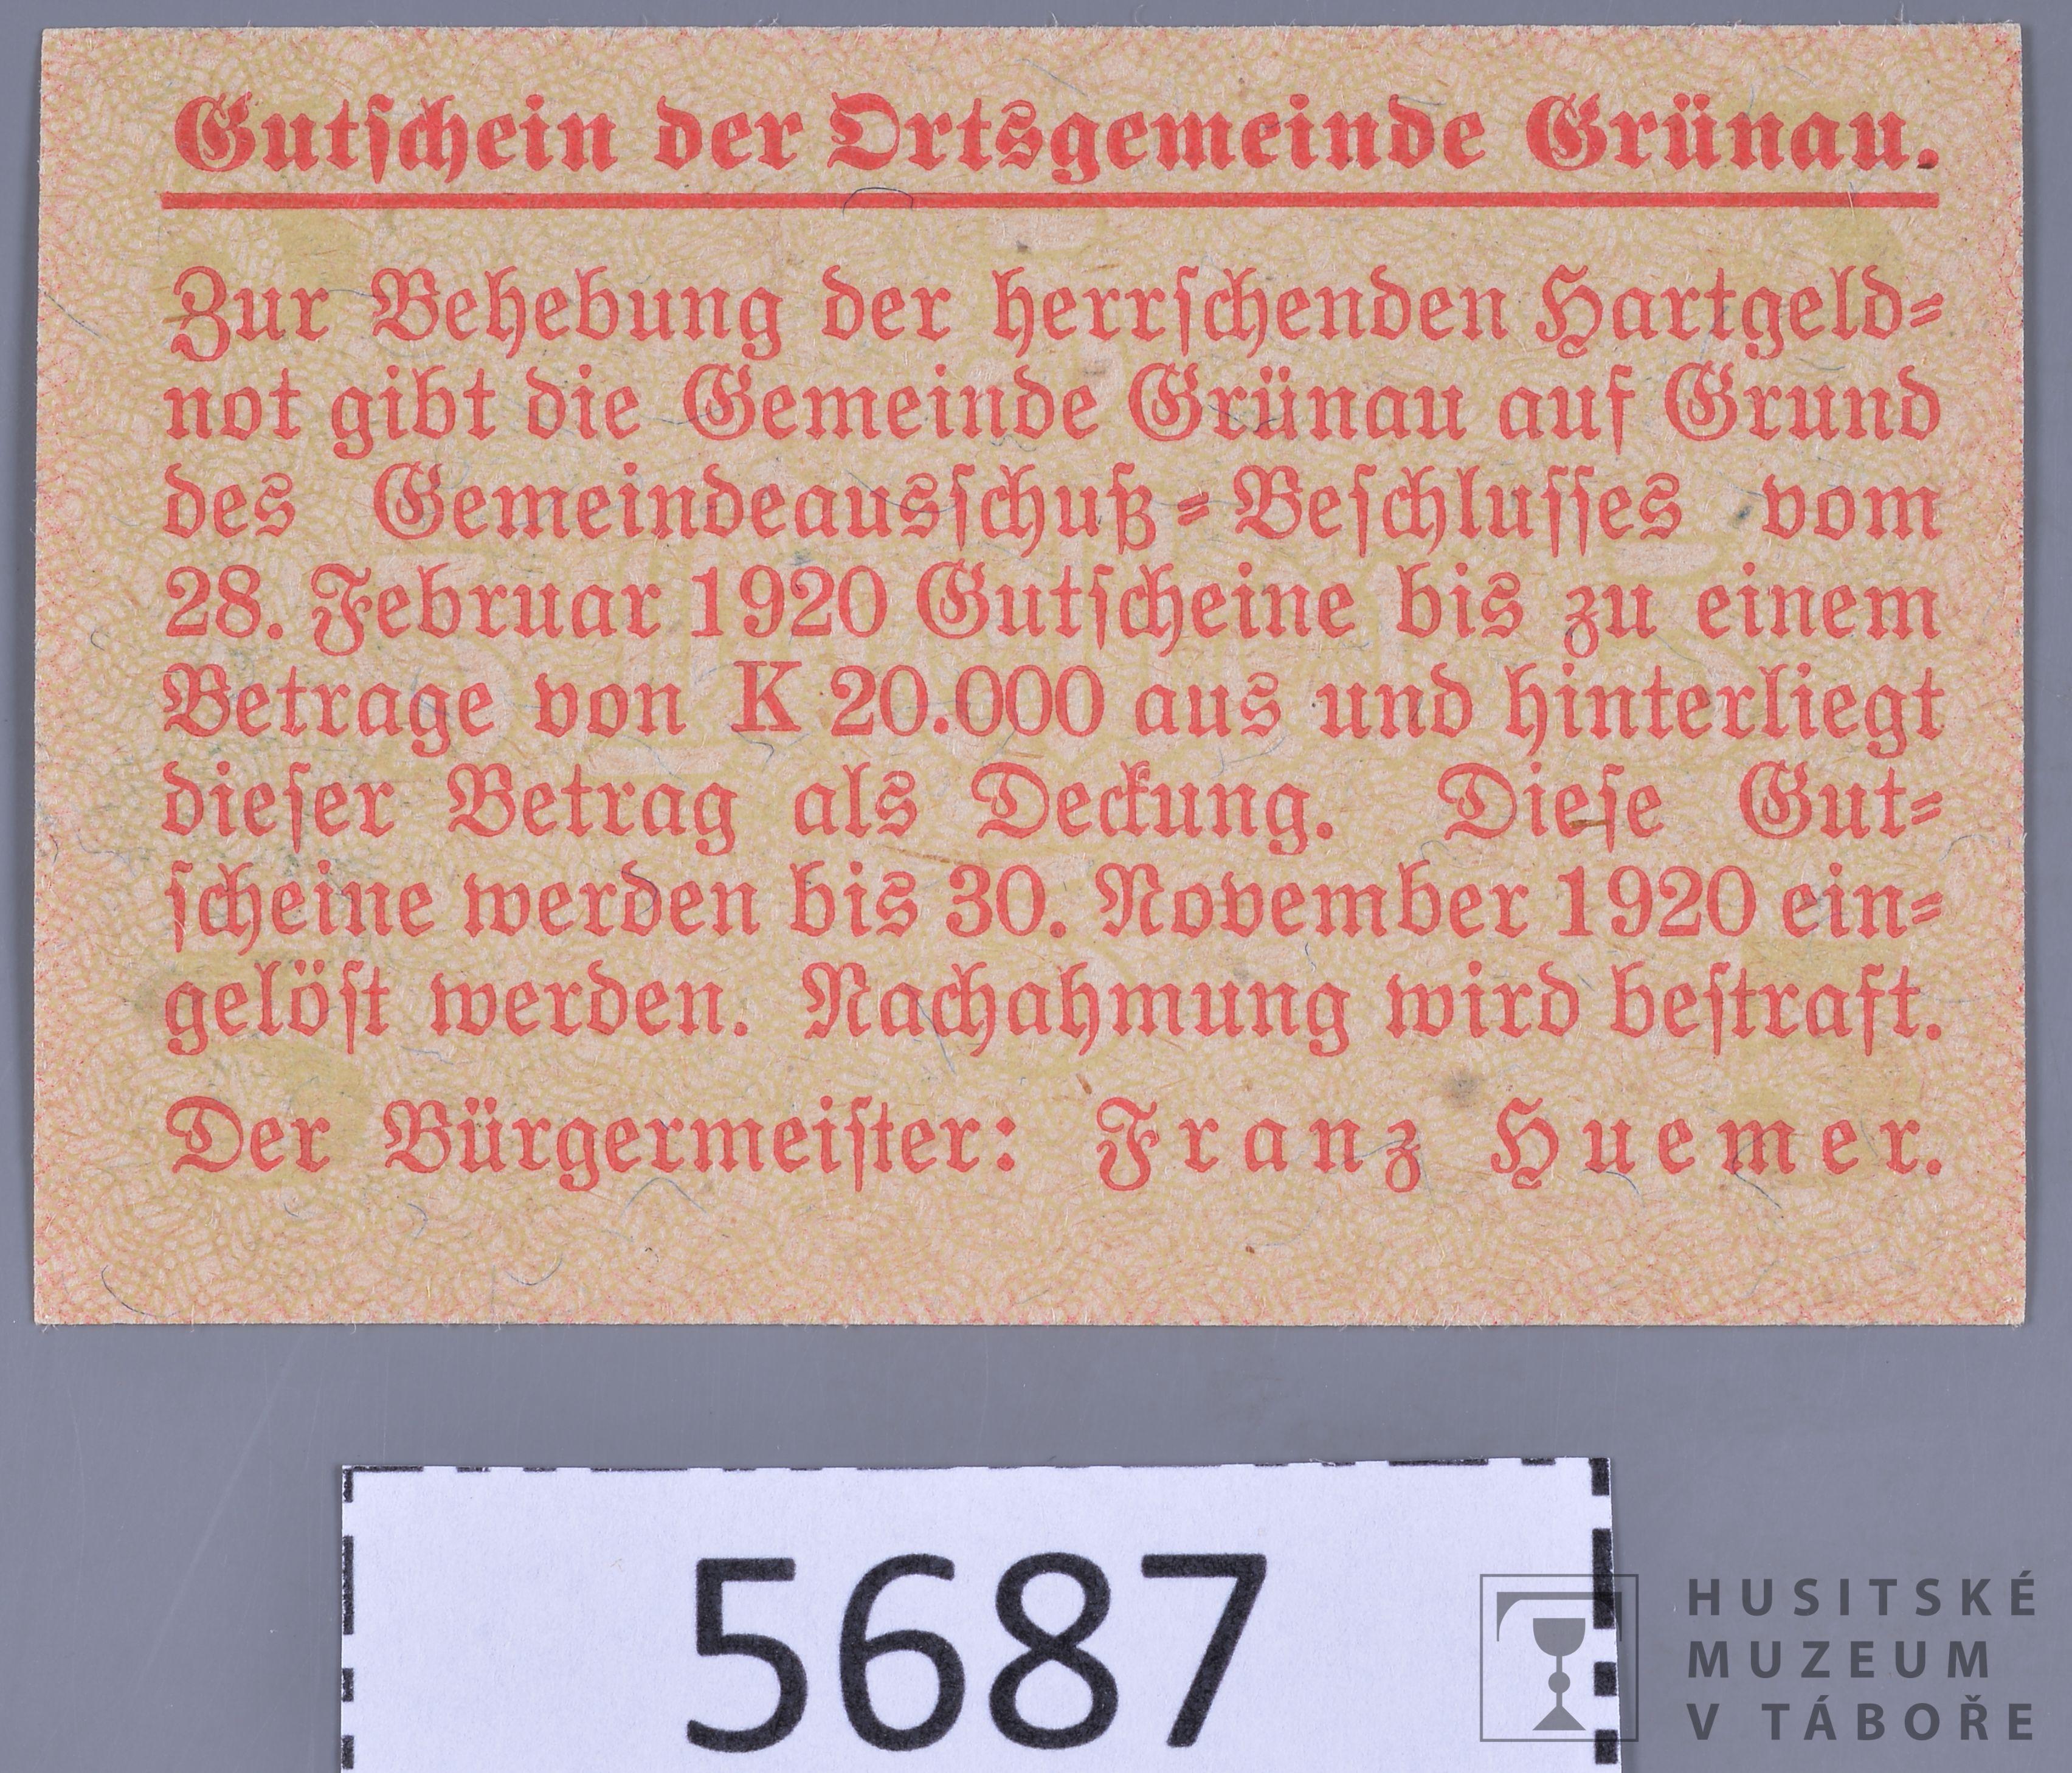 Gutschein der Ortsgemeinde Grünau.
Zur Behebung der herrschenden Hartgeld-
not gibt die Gemeinde Grünau auf Grund
des Gemeindeausschuß-Beschlusses vom
28. Februar 1920 Gutscheine bis zu einem
Betrage von K 20.000 aus und hinterliegt
dieser Betrag als Deckung. Diese Gut-
scheine werden bis 30. November 1920 ein-
gelöst werden. Nachahmung wird bestraft.
Der Bürgermeister: Franz Huemer.
5687
HUSITSKÉ
MUZEUM
V TÁBOŘE